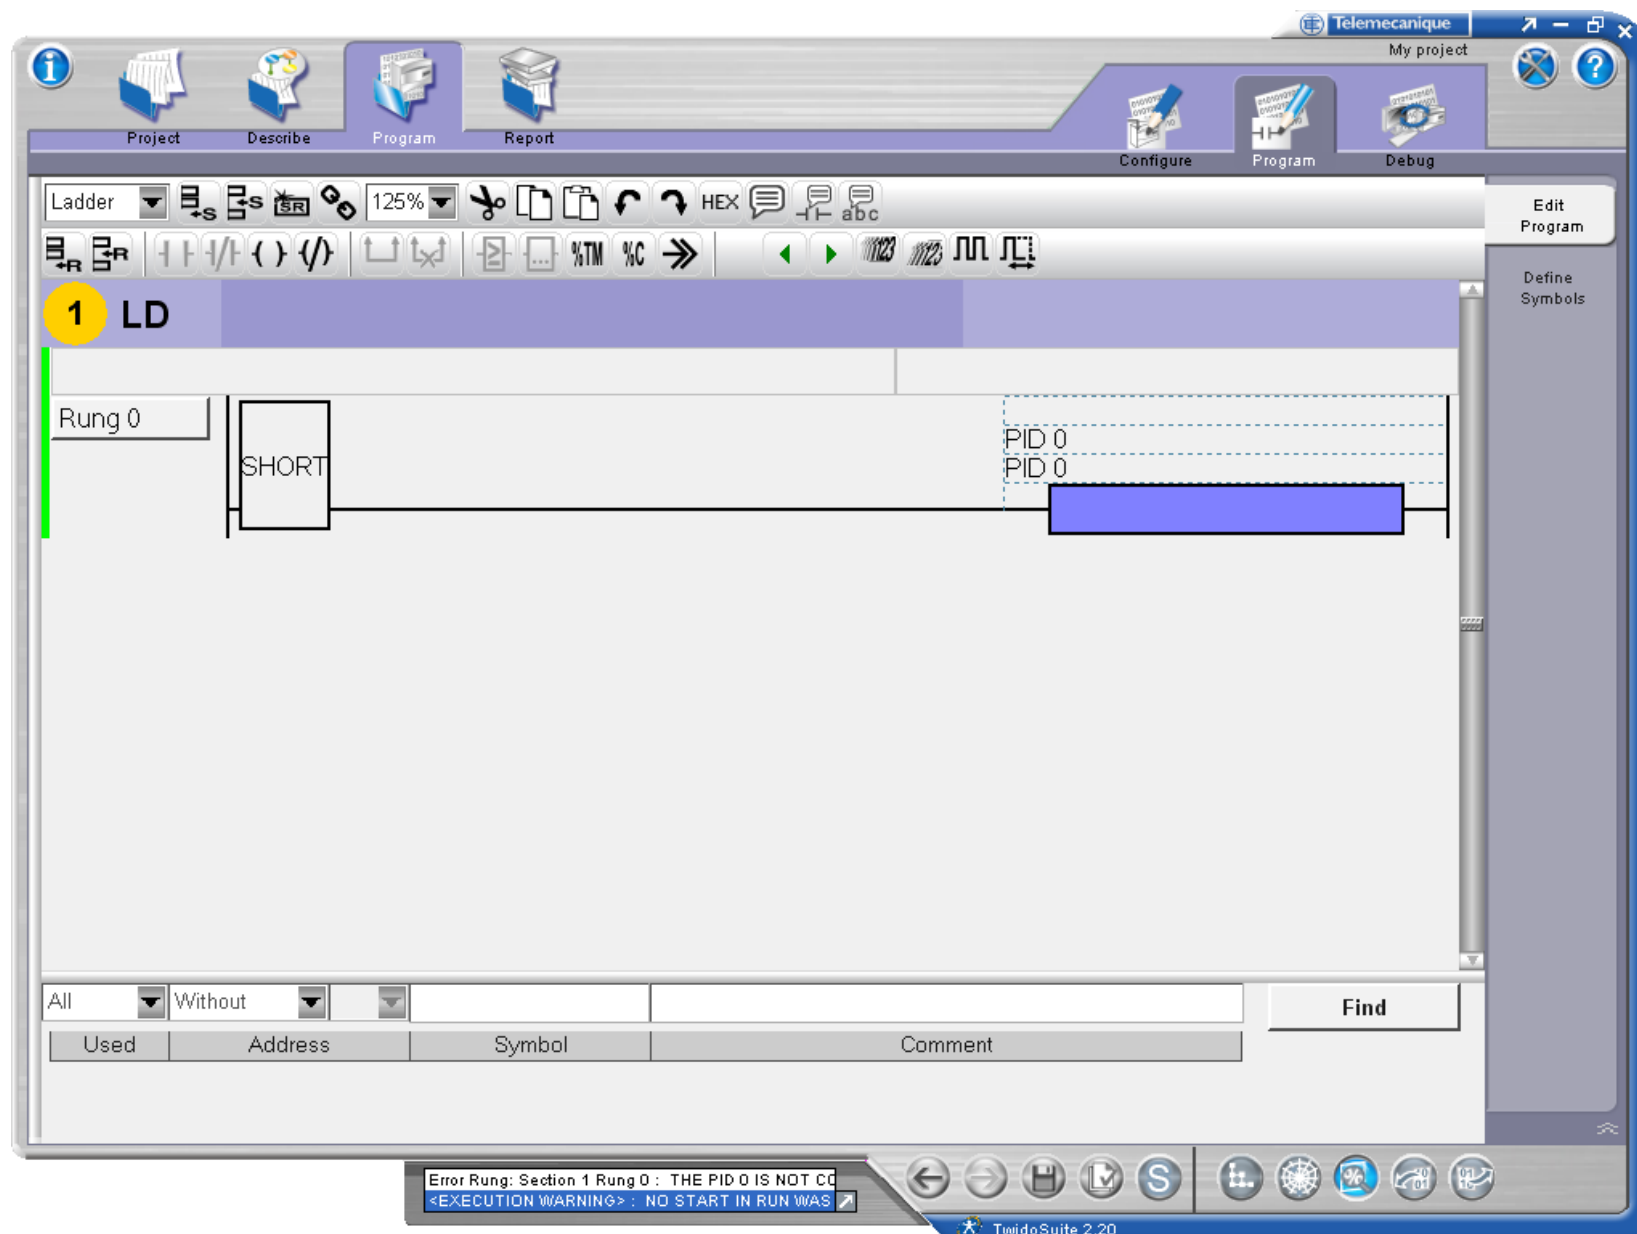 Telemecanique
My project
Project
Describe
Program
Report
Configure
Program
Debug
Ladder
S
S
SR
125%
HEX
abc
Edit
Program
R
R
%TM
%C
123
123
Define
Symbols
1
LD
Rung 0
SHORT
PID 0
PID 0
All
Without
Find
Used
Address
Symbol
Comment
Error Rung: Section 1 Rung 0 : THE PID 0 IS NOT CO
<EXECUTION WARNING> : NO START IN RUN WAS
S
TwidoSuite 2.20